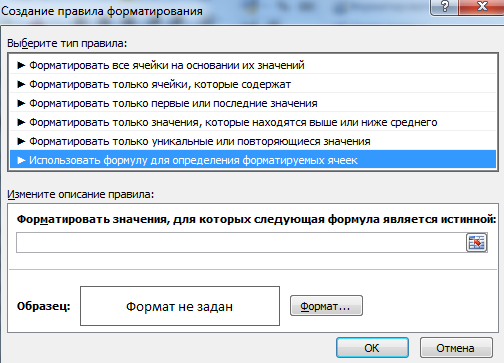 Создание правила форматирования
Выберите тип правила:
► Форматировать все ячейки на основании их значений
► Форматировать только ячейки, которые содержат
► Форматировать только первые или последние значения
► Форматировать только значения, которые находятся выше или ниже среднего
► Форматировать только уникальные или повторяющиеся значения
► Использовать формулу для определения форматируемых ячеек
Измените описание правила:
Форматировать значения, для которых следующая формула является истинной:
Образец:
Формат не задан
Формат...
ОК
Отмена